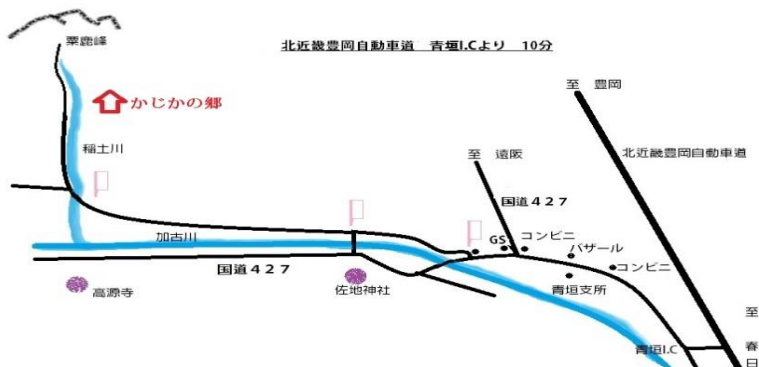 北近畿豊岡自動車道　青垣I.Cより　10分
粟鹿峰
かじかの郷
至　豊岡
北近畿豊岡自動車道
稲土川
至　遠阪
国道４２７
加古川
GS
コンビニ
バザール
コンビニ
国道４２７
青垣支所
高源寺
佐地神社
至　春日
青垣I.C